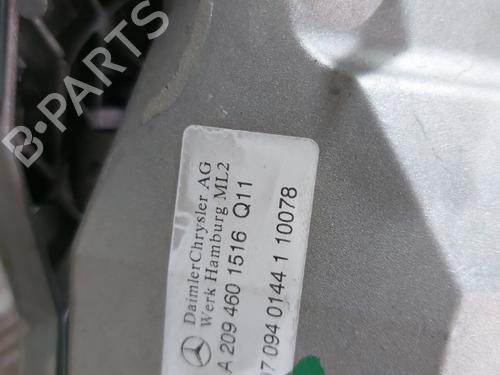 B-PARTS
DaimlerChrysler AG
Werk Hamburg ML2
A 209 460 1516 Q11
07 094 0144 1 10078